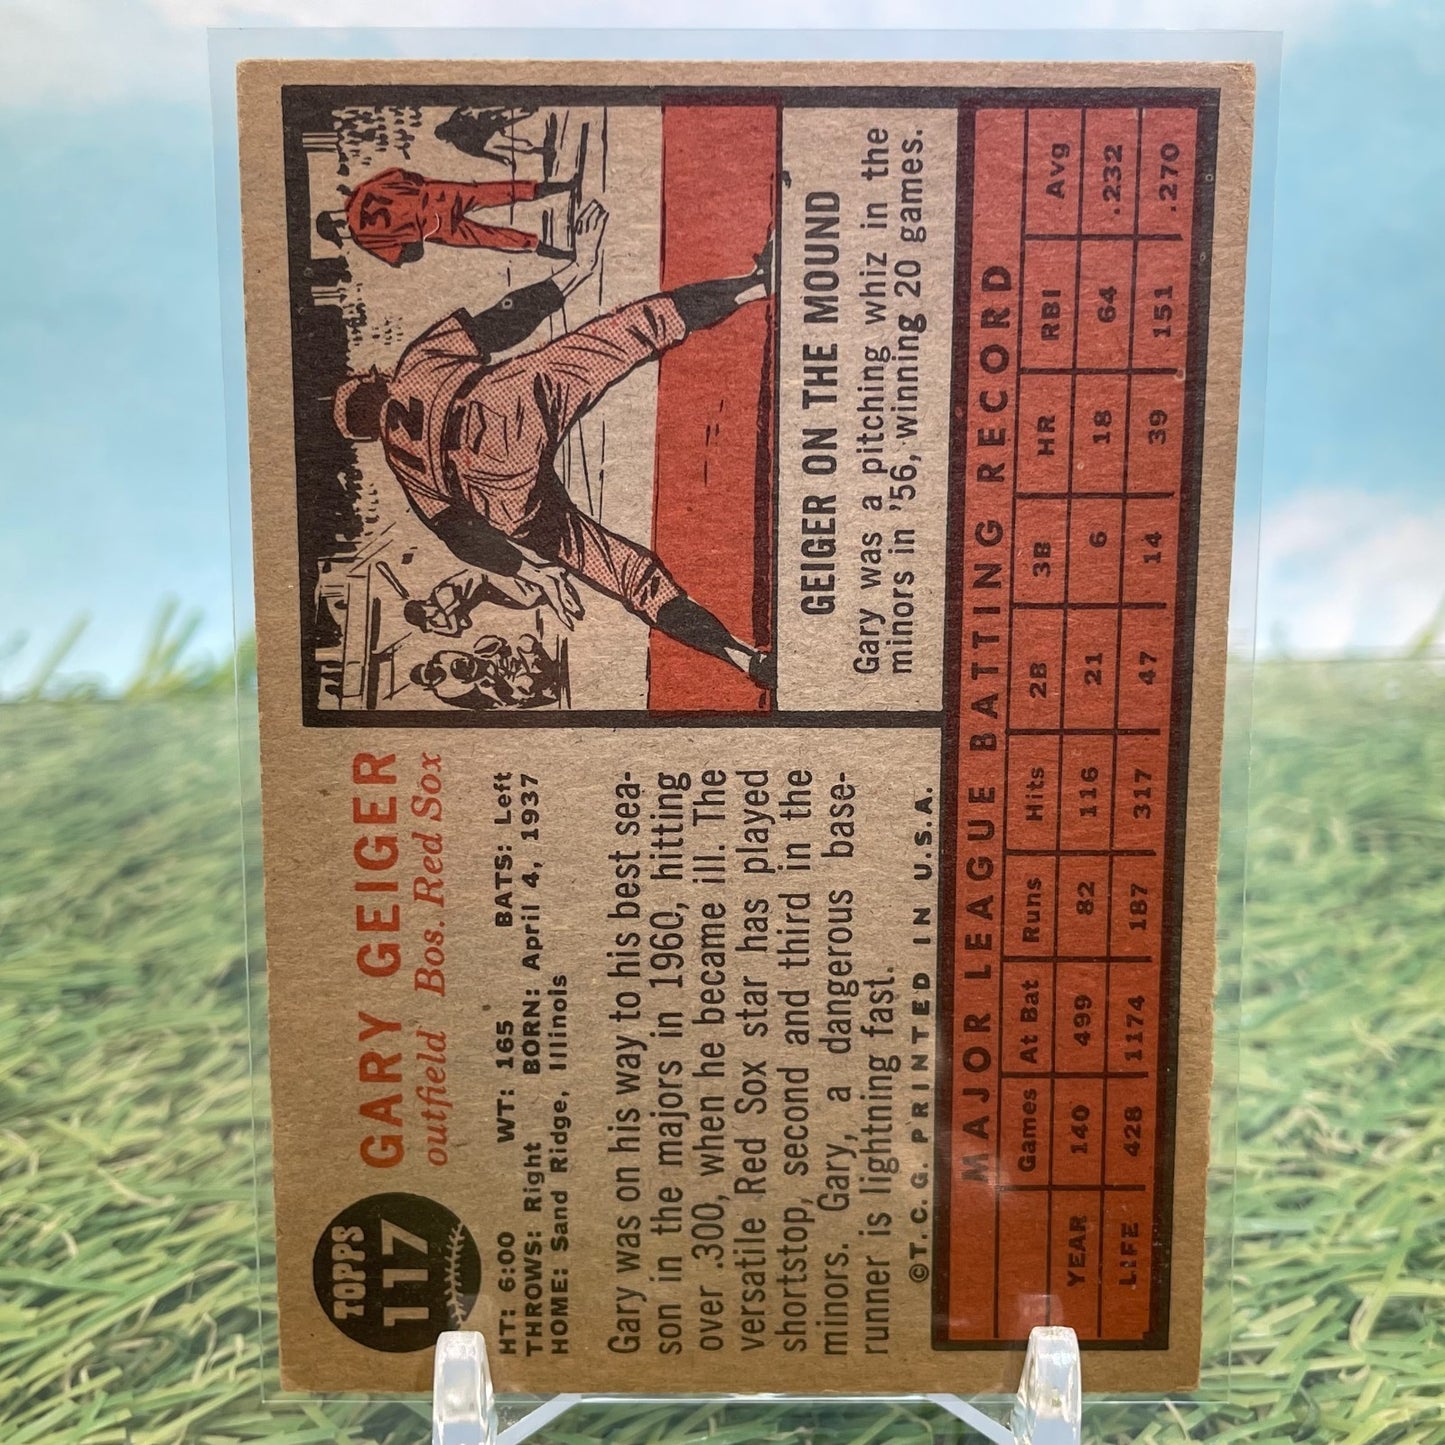 TOPPS
117
GARY GEIGER
outfield Bos. Red Sox
HT: 6:00 WT: 165 BATS: Left
THROWS: Right BORN: April 4, 1937
HOME: Sand Ridge, Illinois
Gary was on his way to his best sea-
son in the majors in 1960, hitting
over .300, when he became ill. The
versatile Red Sox star has played
shortstop, second and third in the
minors. Gary, a dangerous base-
runner is lightning fast.
©T.C.G. PRINTED IN U.S.A.
37
12
GEIGER ON THE MOUND
Gary was a pitching whiz in the
minors in '56, winning 20 games.
MAJOR LEAGUE BATTING RECORD
Games At Bat Runs Hits 2B 3B HR RBI Avg
YEAR 140 499 82 116 21 6 18 64 .232
LIFE 428 1174 187 317 47 14 39 151 .270